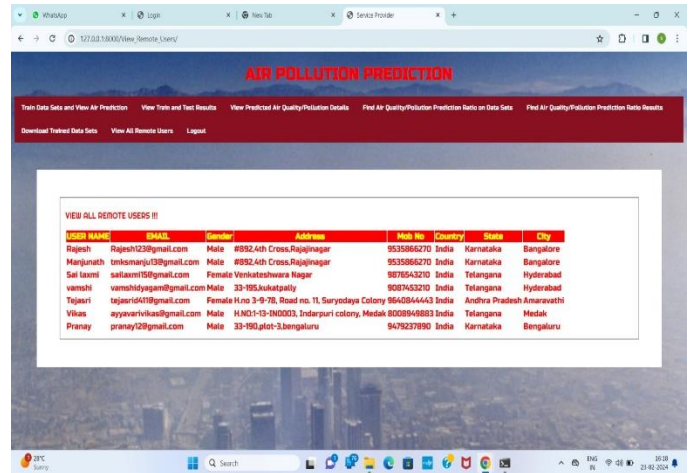 WhatsApp
Login
New Tab
Service Provider
127.0.0.1:8000/View_Remote_Users/
AIR POLLUTION PREDICTION
Train Data Sets and View Air Prediction View Train and Test Results View Predicted Air Quality/Pollution Details Find Air Quality/Pollution Prediction Ratio on Data Sets Find Air Quality/Pollution Prediction Ratio Results
Download Trained Data Sets View All Remote Users Logout
VIEW ALL REMOTE USERS !!!
USER NAME EMAIL Gender Address Mob No Country State City
Rajesh Rajesh123@gmail.com Male #892,4th Cross,Rajajinagar 9535866270 India Karnataka Bangalore
Manjunath tmksmanju13@gmail.com Male #892,4th Cross,Rajajinagar 9535866270 India Karnataka Bangalore
Sai laxmi sailaxmi15@gmail.com Female Venkateshwara Nagar 9876543210 India Telangana Hyderabad
vamshi vamshidyagam@gmail.com Male 33-195,kukatpally 9087453210 India Telangana Hyderabad
Tejasri tejasrid411@gmail.com Female H.no 3-9-78, Road no. 11, Suryodaya Colony 9640844443 India Andhra Pradesh Amaravathi
Vikas ayyavarivikas@gmail.com Male H.NO:1-13-IN0003, Indarpuri colony, Medak 8008949883 India Telangana Medak
Pranay pranay12@gmail.com Male 33-190,plot-3,bengaluru 9479237890 India Karnataka Bengaluru
29°C
Sunny
Search
ENG
IN
16:18
23-02-2024